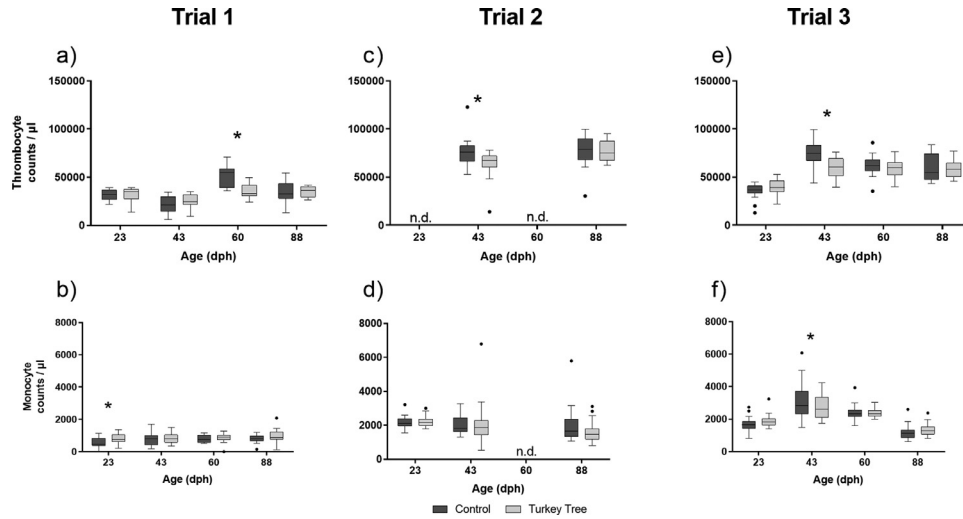 Trial 1
Trial 2
Trial 3
a)
c)
e)
Thrombocyte
counts / µl
150000
100000
50000
0
*
23
43
60
88
Age (dph)
150000
100000
50000
0
*
n.d.
n.d.
23
43
60
88
Age (dph)
150000
100000
50000
0
*
23
43
60
88
Age (dph)
b)
d)
f)
Monocyte
counts / µl
8000
6000
4000
2000
0
*
23
43
60
88
Age (dph)
8000
6000
4000
2000
0
n.d.
23
43
60
88
Age (dph)
8000
6000
4000
2000
0
*
23
43
60
88
Age (dph)
Control
Turkey Tree